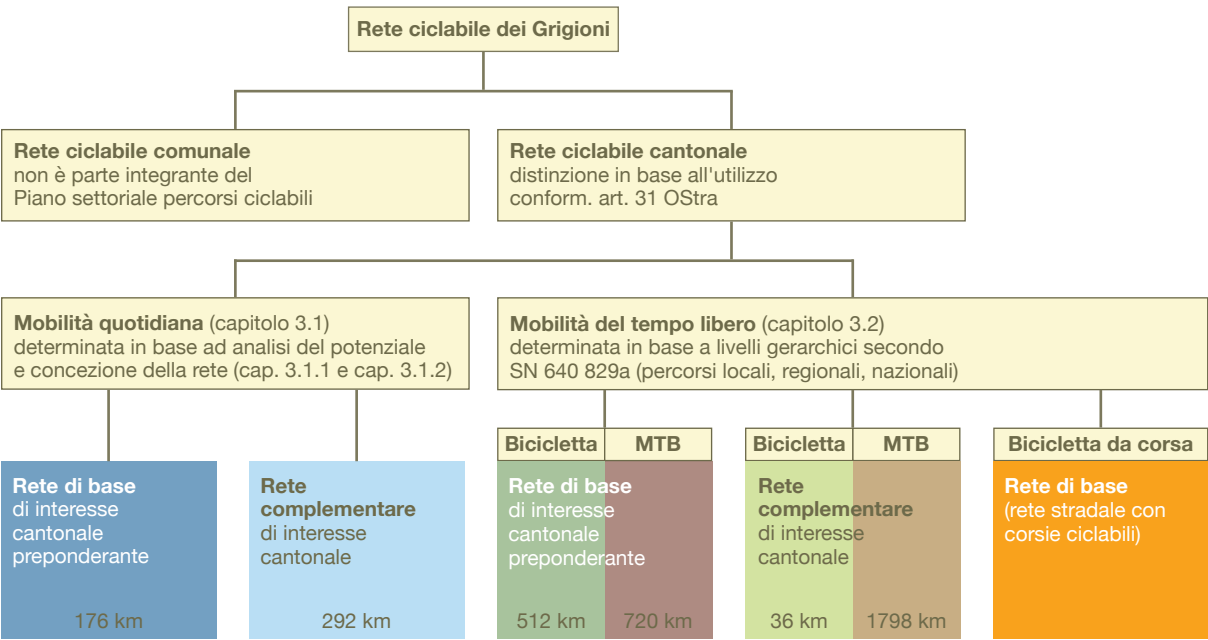 Rete ciclabile dei Grigioni
Rete ciclabile comunale
non è parte integrante del
Piano settoriale percorsi ciclabili
Rete ciclabile cantonale
distinzione in base all'utilizzo
conform. art. 31 OStra
Mobilità quotidiana (capitolo 3.1)
determinata in base ad analisi del potenziale
e concezione della rete (cap. 3.1.1 e cap. 3.1.2)
Mobilità del tempo libero (capitolo 3.2)
determinata in base a livelli gerarchici secondo
SN 640 829a (percorsi locali, regionali, nazionali)
Rete di base
di interesse
cantonale
preponderante
176 km
Rete
complementare
di interesse
cantonale
292 km
Bicicletta
MTB
Rete di base
di interesse
cantonale
preponderante
512 km
720 km
Bicicletta
MTB
Rete
complementare
di interesse
cantonale
36 km
1798 km
Bicicletta da corsa
Rete di base
(rete stradale con
corsie ciclabili)